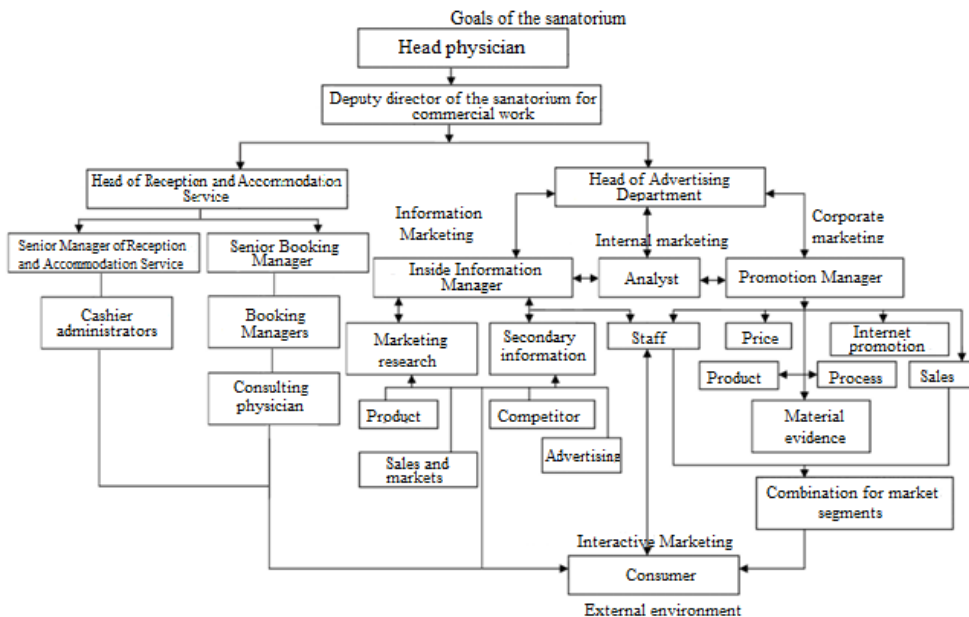 Goals of the sanatorium
Head physician
Deputy director of the sanatorium for
commercial work
Head of Reception and Accommodation
Service
Head of Advertising
Department
Information
Marketing
Corporate
marketing
Internal marketing
Senior Manager of Reception
and Accommodation Service
Senior Booking
Manager
Inside Information
Manager
Analyst
Promotion Manager
Cashier
administrators
Booking
Managers
Marketing
research
Secondary
information
Staff
Price
Internet
promotion
Product
Process
Sales
Consulting
physician
Product
Competitor
Material
evidence
Sales and
markets
Advertising
Combination for market
segments
Interactive Marketing
Consumer
External environment